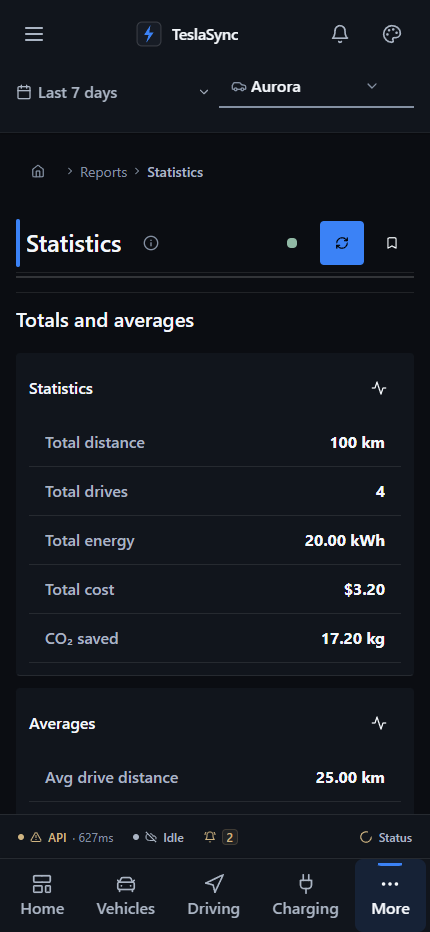 TeslaSync
Last 7 days
Aurora
Reports
Statistics
Statistics
Totals and averages
Statistics
Total distance 100 km
Total drives 4
Total energy 20.00 kWh
Total cost $3.20
CO₂ saved 17.20 kg
Averages
Avg drive distance 25.00 km
API · 627ms Idle 2 Status
Home Vehicles Driving Charging More